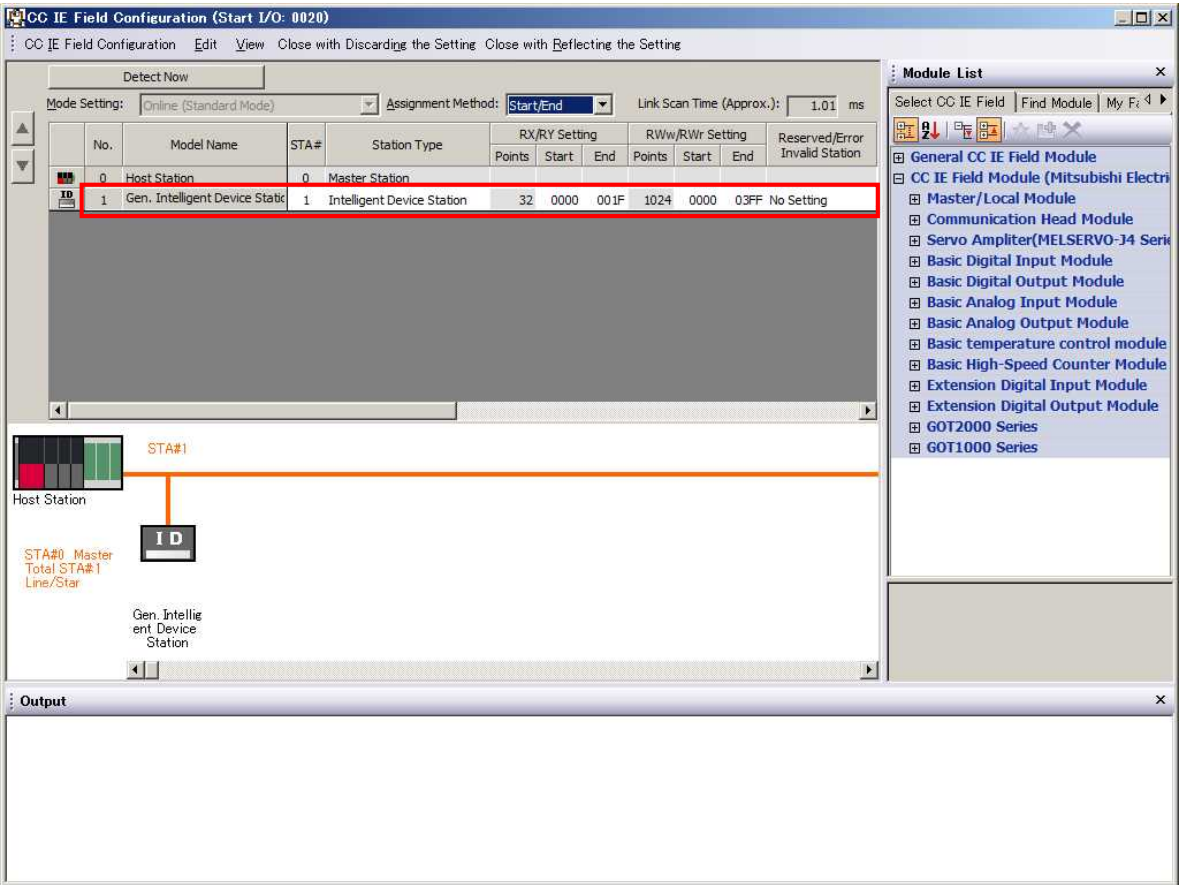 CC IE Field Configuration (Start I/O: 0020)
CC IE Field Configuration Edit View Close with Discarding the Setting Close with Reflecting the Setting
Detect Now
Mode Setting: Online (Standard Mode) Assignment Method: Start/End Link Scan Time (Approx.): 1.01 ms
No. Model Name STA# Station Type RX/RY Setting RWw/RWr Setting Reserved/Error Invalid Station
Points Start End Points Start End
0 Host Station 0 Master Station
ID 1 Gen. Intelligent Device Static 1 Intelligent Device Station 32 0000 001F 1024 0000 03FF No Setting
STA#1
Host Station
ID
STA#0 Master
Total STA#1
Line/Star
Gen. Intellig
ent Device
Station
Module List
Select CC IE Field Find Module My Fa
General CC IE Field Module
CC IE Field Module (Mitsubishi Electri
Master/Local Module
Communication Head Module
Servo Ampliter(MELSERVO-J4 Serie
Basic Digital Input Module
Basic Digital Output Module
Basic Analog Input Module
Basic Analog Output Module
Basic temperature control module
Basic High-Speed Counter Module
Extension Digital Input Module
Extension Digital Output Module
GOT2000 Series
GOT1000 Series
Output